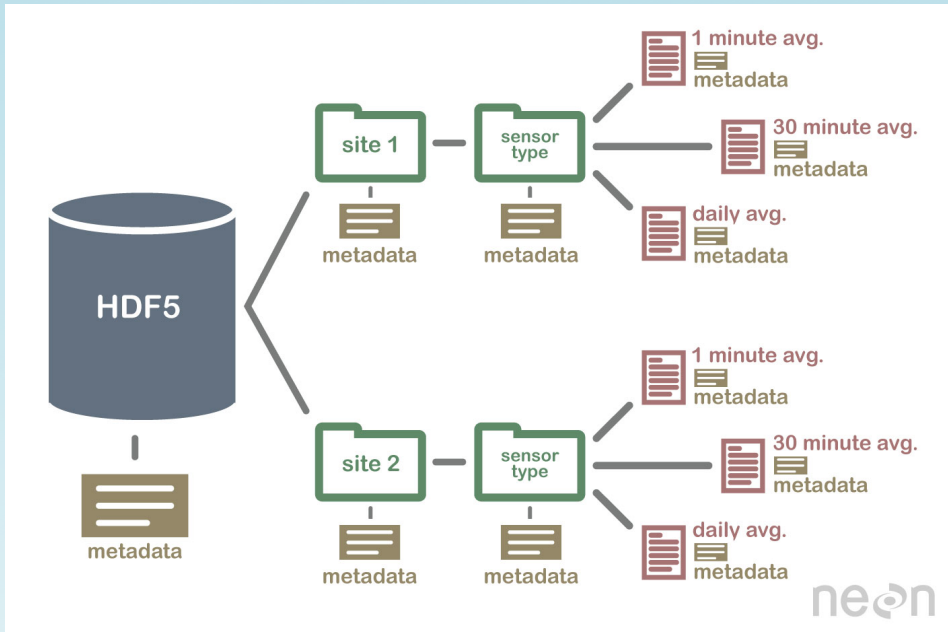 1 minute avg.
metadata
site 1
sensor
type
30 minute avg.
metadata
metadata
metadata
daily avg.
metadata
HDF5
metadata
1 minute avg.
metadata
site 2
sensor
type
30 minute avg.
metadata
metadata
metadata
daily avg.
metadata
neon